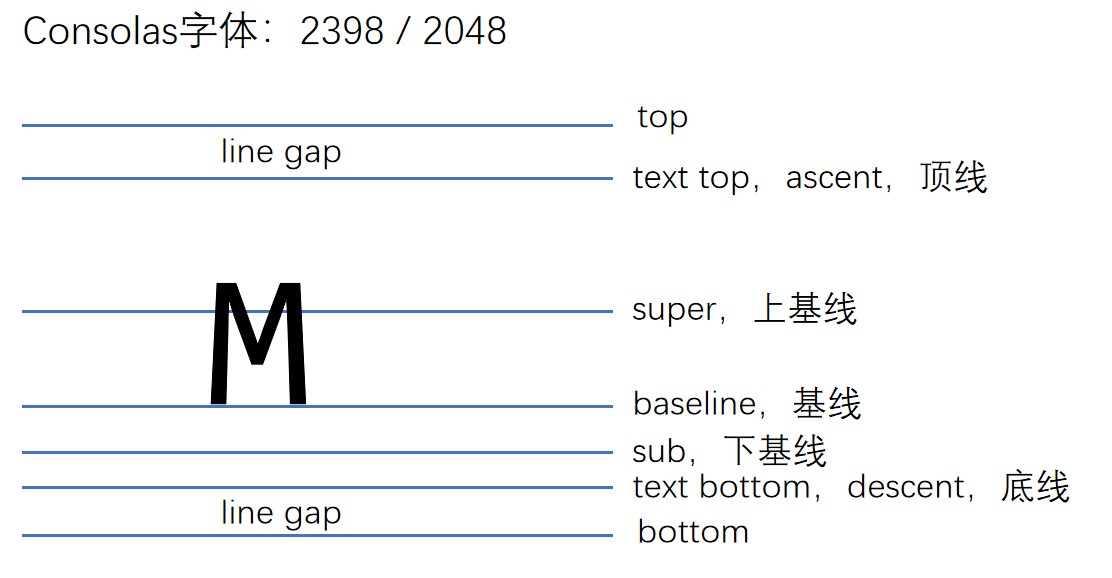 Consolas字体：2398 / 2048
top
line gap
text top，ascent，顶线
M
super，上基线
baseline，基线
sub，下基线
text bottom，descent，底线
line gap
bottom